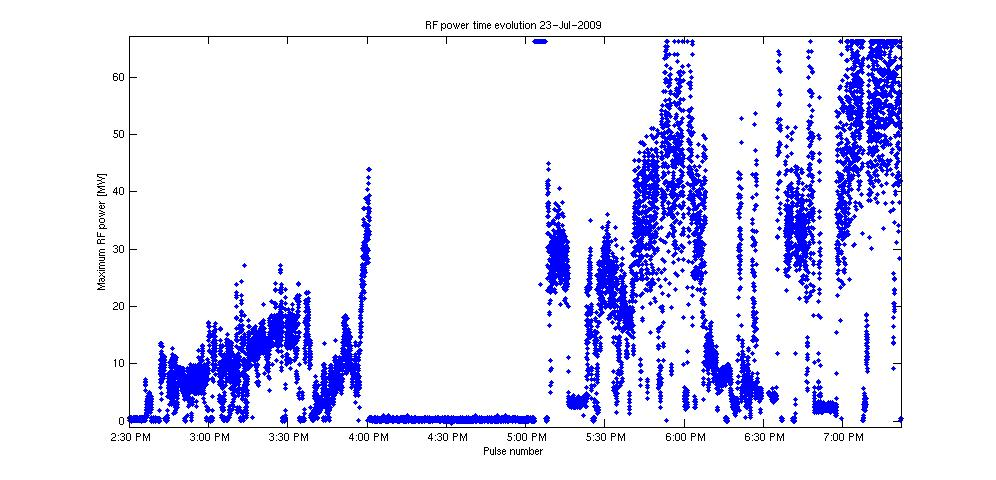 RF power time evolution 23-Jul-2009
Maximum RF power [MW]
60
50
40
30
20
10
0
2:30 PM 3:00 PM 3:30 PM 4:00 PM 4:30 PM 5:00 PM 5:30 PM 6:00 PM 6:30 PM 7:00 PM
Pulse number